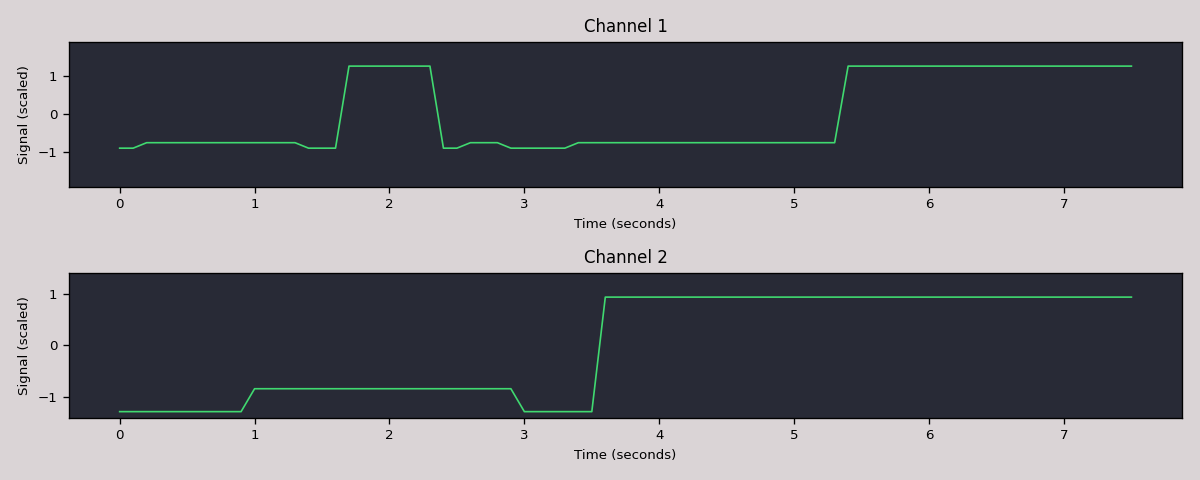 Channel 1
Signal (scaled)
1
0
−1
0 1 2 3 4 5 6 7
Time (seconds)
Channel 2
Signal (scaled)
1
0
−1
0 1 2 3 4 5 6 7
Time (seconds)